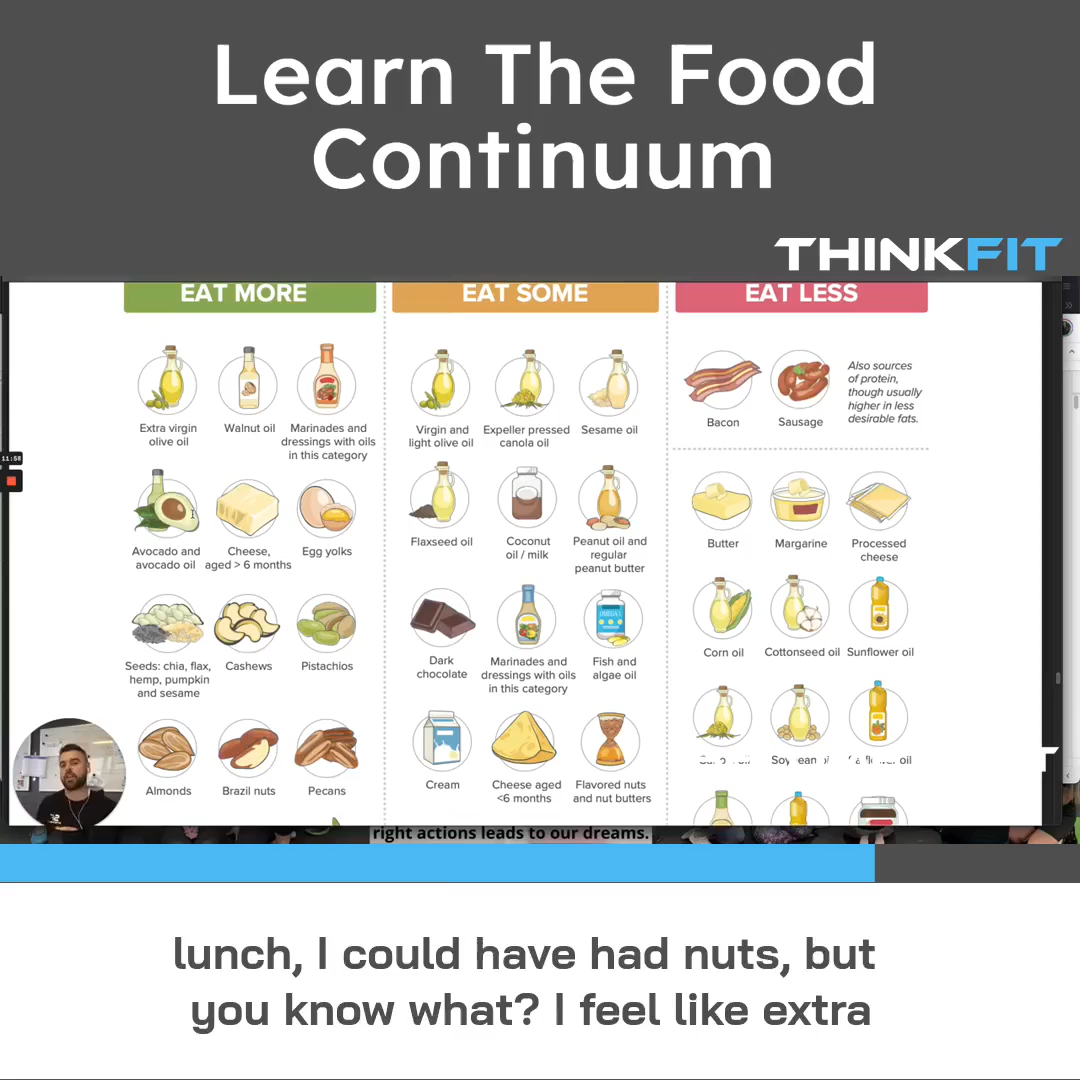 Learn The Food
Continuum
THINKFIT
EAT MORE
EAT SOME
EAT LESS
Extra virgin
olive oil
Walnut oil
Marinades and
dressings with oils
in this category
Virgin and
light olive oil
Expeller pressed
canola oil
Sesame oil
Bacon
Sausage
Also sources
of protein,
though usually
higher in less
desirable fats.
11:58
Avocado and
avocado oil
Cheese,
aged > 6 months
Egg yolks
Flaxseed oil
Coconut
oil / milk
Peanut oil and
regular
peanut butter
Butter
Margarine
Processed
cheese
Seeds: chia, flax,
hemp, pumpkin
and sesame
Cashews
Pistachios
Dark
chocolate
Marinades and
dressings with oils
in this category
OMEGA-3
Fish and
algae oil
Corn oil
Cottonseed oil
Sunflower oil
Almonds
Brazil nuts
Pecans
Cream
Cheese aged
<6 months
Flavored nuts
and nut butters
Soybean oil
oil
right actions leads to our dreams.
lunch, I could have had nuts, but
you know what? I feel like extra